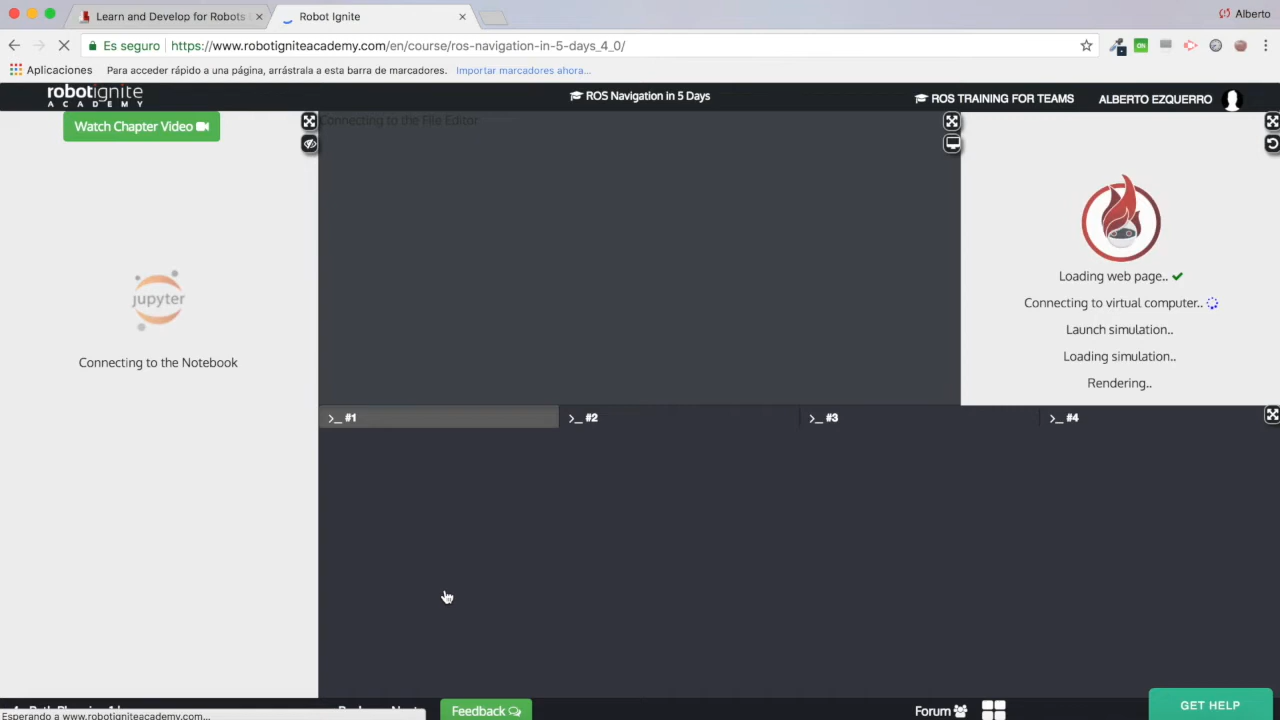 Learn and Develop for Robots
Robot Ignite
Alberto
Es seguro
https://www.robotigniteacademy.com/en/course/ros-navigation-in-5-days_4_0/
ON
Aplicaciones
Para acceder rápido a una página, arrástrala a esta barra de marcadores.
Importar marcadores ahora...
robotignite
ACADEMY
ROS Navigation in 5 Days
ROS TRAINING FOR TEAMS
ALBERTO EZQUERRO
Watch Chapter Video
Connecting to the File Editor
jupyter
Connecting to the Notebook
Loading web page..
Connecting to virtual computer..
Launch simulation..
Loading simulation..
Rendering..
>_ #1
>_ #2
>_ #3
>_ #4
Esperando a www.robotigniteacademy.com...
Feedback
Forum
GET HELP